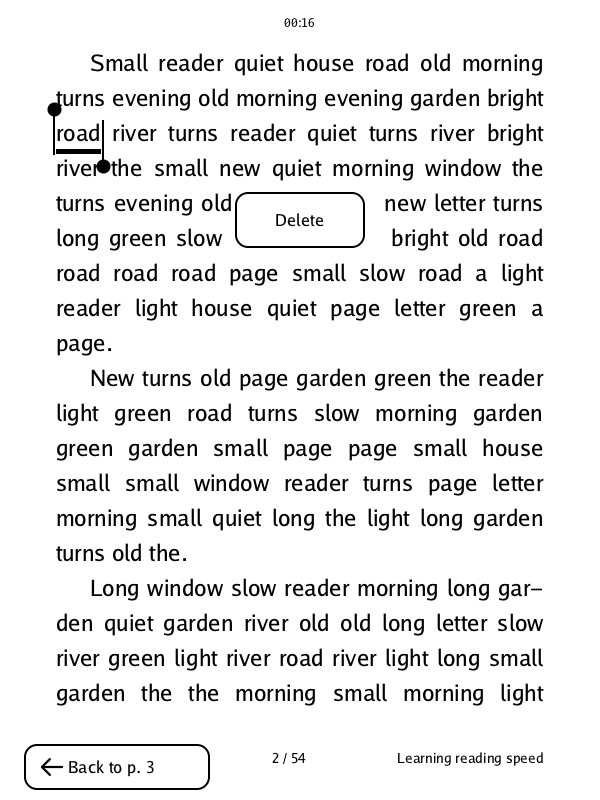 00:16
Small reader quiet house road old morning
turns evening old morning evening garden bright
road river turns reader quiet turns river bright
river the small new quiet morning window the
turns evening old Delete new letter turns
long green slow bright old road
road road road page small slow road a light
reader light house quiet page letter green a
page.
New turns old page garden green the reader
light green road turns slow morning garden
green garden small page page small house
small small window reader turns page letter
morning small quiet long the light long garden
turns old the.
Long window slow reader morning long gar–
den quiet garden river old old long letter slow
river green light river road river light long small
garden the the morning small morning light
Back to p. 3 2 / 54 Learning reading speed